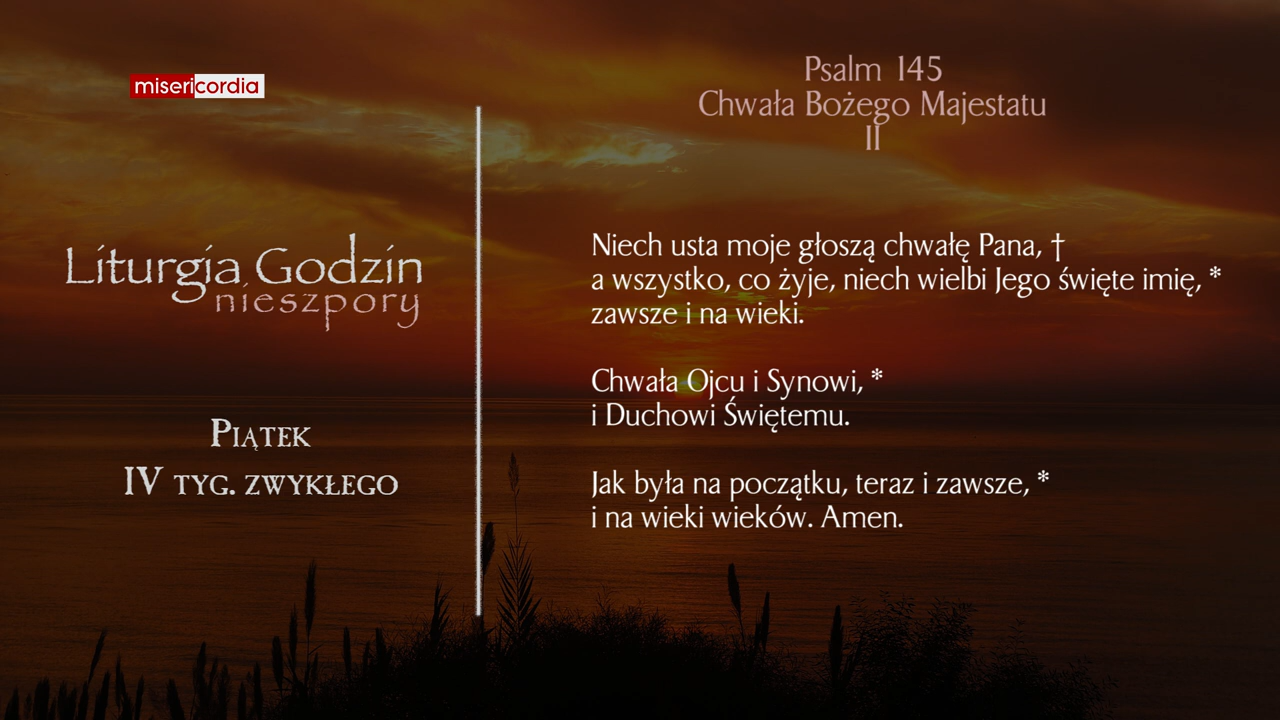 misericordia
Liturgia Godzin
nieszpory
Piątek
IV tyg. zwykłego
Psalm 145
Chwała Bożego Majestatu
II
Niech usta moje głoszą chwałę Pana, †
a wszystko, co żyje, niech wielbi Jego święte imię, *
zawsze i na wieki.
Chwała Ojcu i Synowi, *
i Duchowi Świętemu.
Jak była na początku, teraz i zawsze, *
i na wieki wieków. Amen.